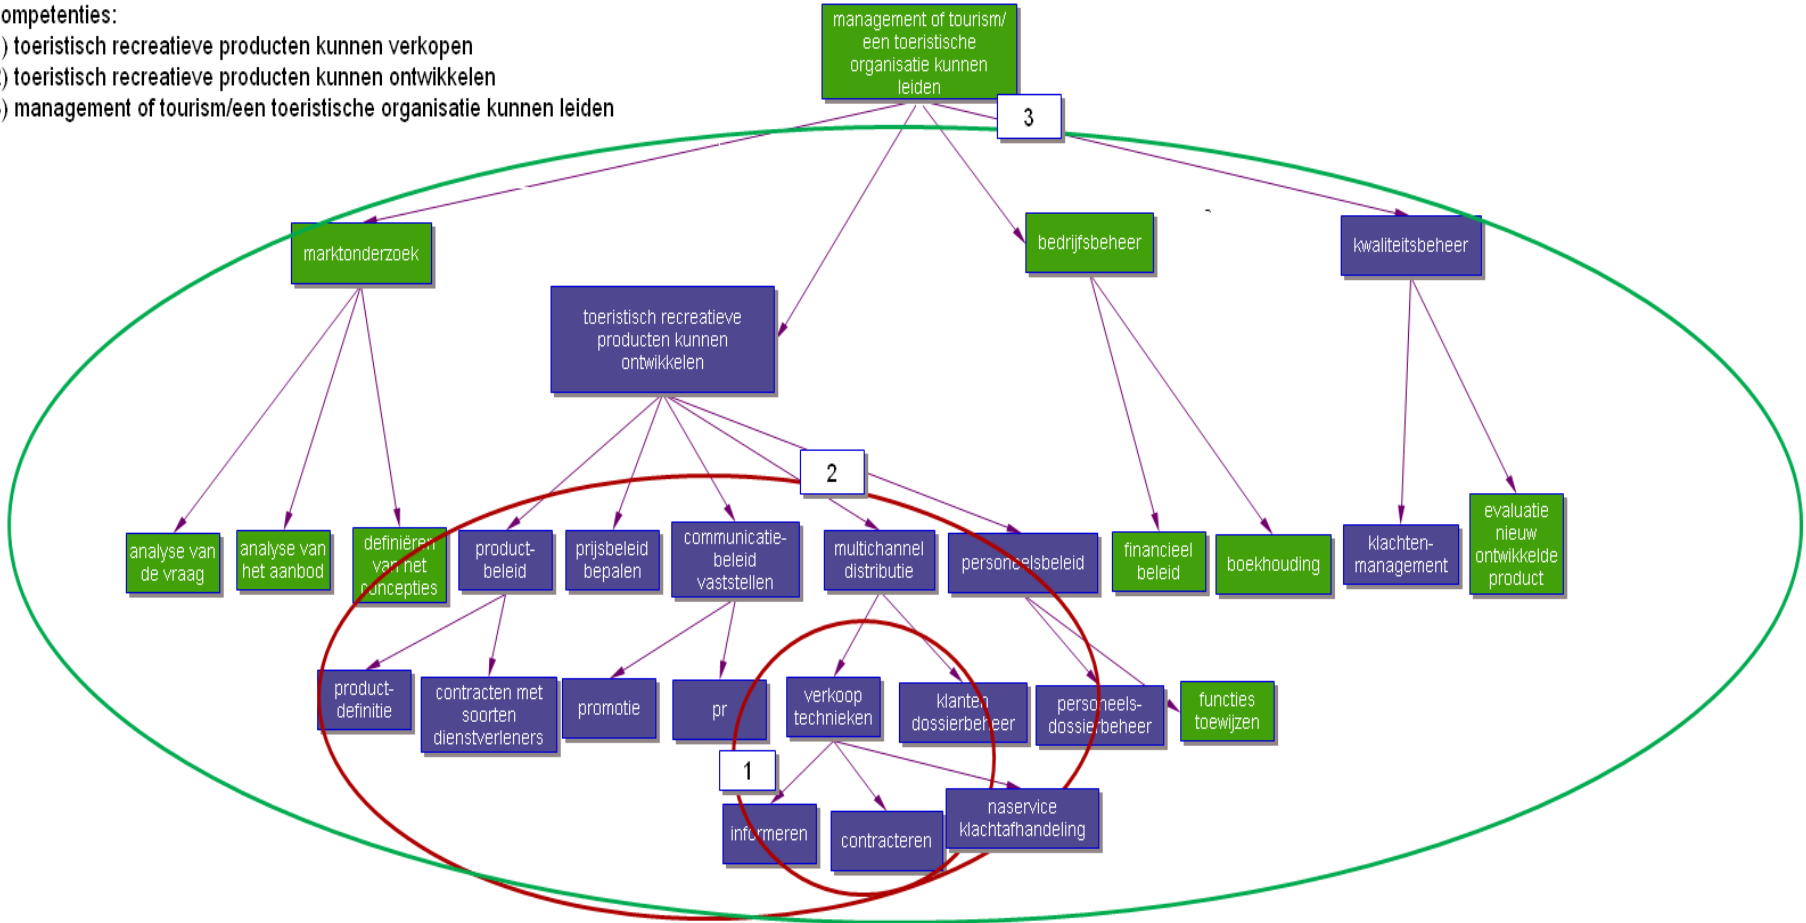 ompetenties:
) toeristisch recreatieve producten kunnen verkopen
) toeristisch recreatieve producten kunnen ontwikkelen
) management of tourism/een toeristische organisatie kunnen leiden
management of tourism/
een toeristische
organisatie kunnen
leiden
3
marktonderzoek
bedrijfsbeheer
kwaliteitsbeheer
toeristisch recreatieve
producten kunnen
ontwikkelen
2
analyse van
de vraag
analyse van
het aanbod
definiëren
van het
concepties
product-
beleid
prijsbeleid
bepalen
communicatie-
beleid
vaststellen
multichannel
distributie
personeelsbeleid
financieel
beleid
boekhouding
klachten-
management
evaluatie
nieuw
ontwikkelde
product
product-
definitie
contracten met
soorten
dienstverleners
promotie
pr
verkoop
technieken
klanten
dossierbeheer
personeels-
dossierbeheer
functies
toewijzen
1
informeren
contracteren
naservice
klachtafhandeling